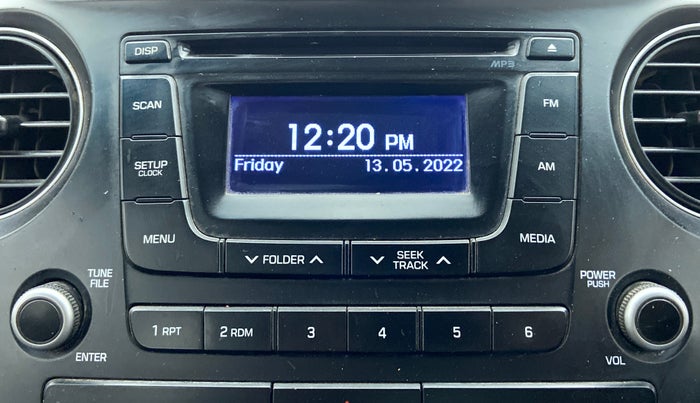 DISP
MP3
SCAN
FM
12:20 PM
Friday 13.05.2022
SETUP
CLOCK
AM
MENU
MEDIA
FOLDER
SEEK
TRACK
TUNE
FILE
POWER
PUSH
1 RPT
2 RDM
3
4
5
6
ENTER
VOL